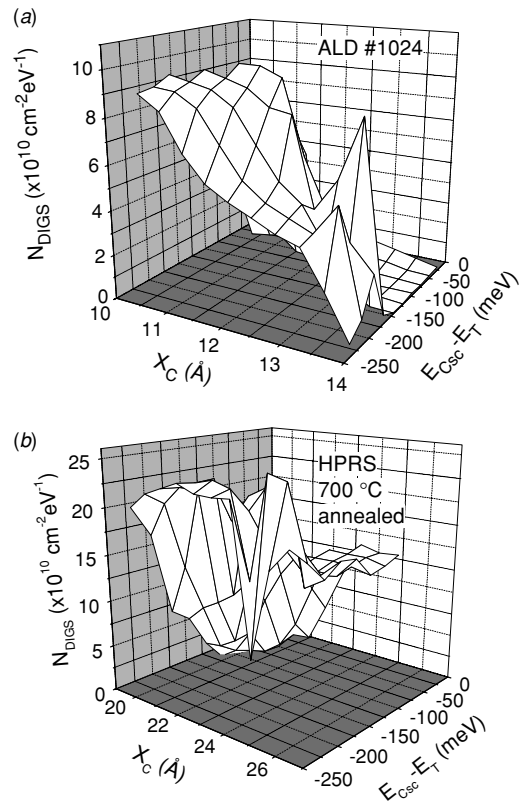 (a)
ALD #1024
N_DIGS (x10^10 cm^-2 eV^-1)
10
8
6
4
2
0
10
11
12
13
14
X_C (Å)
0
-50
-100
-150
-200
-250
E_Csc-E_T (meV)
(b)
HPRS
700 °C
annealed
N_DIGS (x10^10 cm^-2 eV^-1)
25
20
15
10
5
0
20
22
24
26
X_C (Å)
0
-50
-100
-150
-200
-250
E_Csc-E_T (meV)